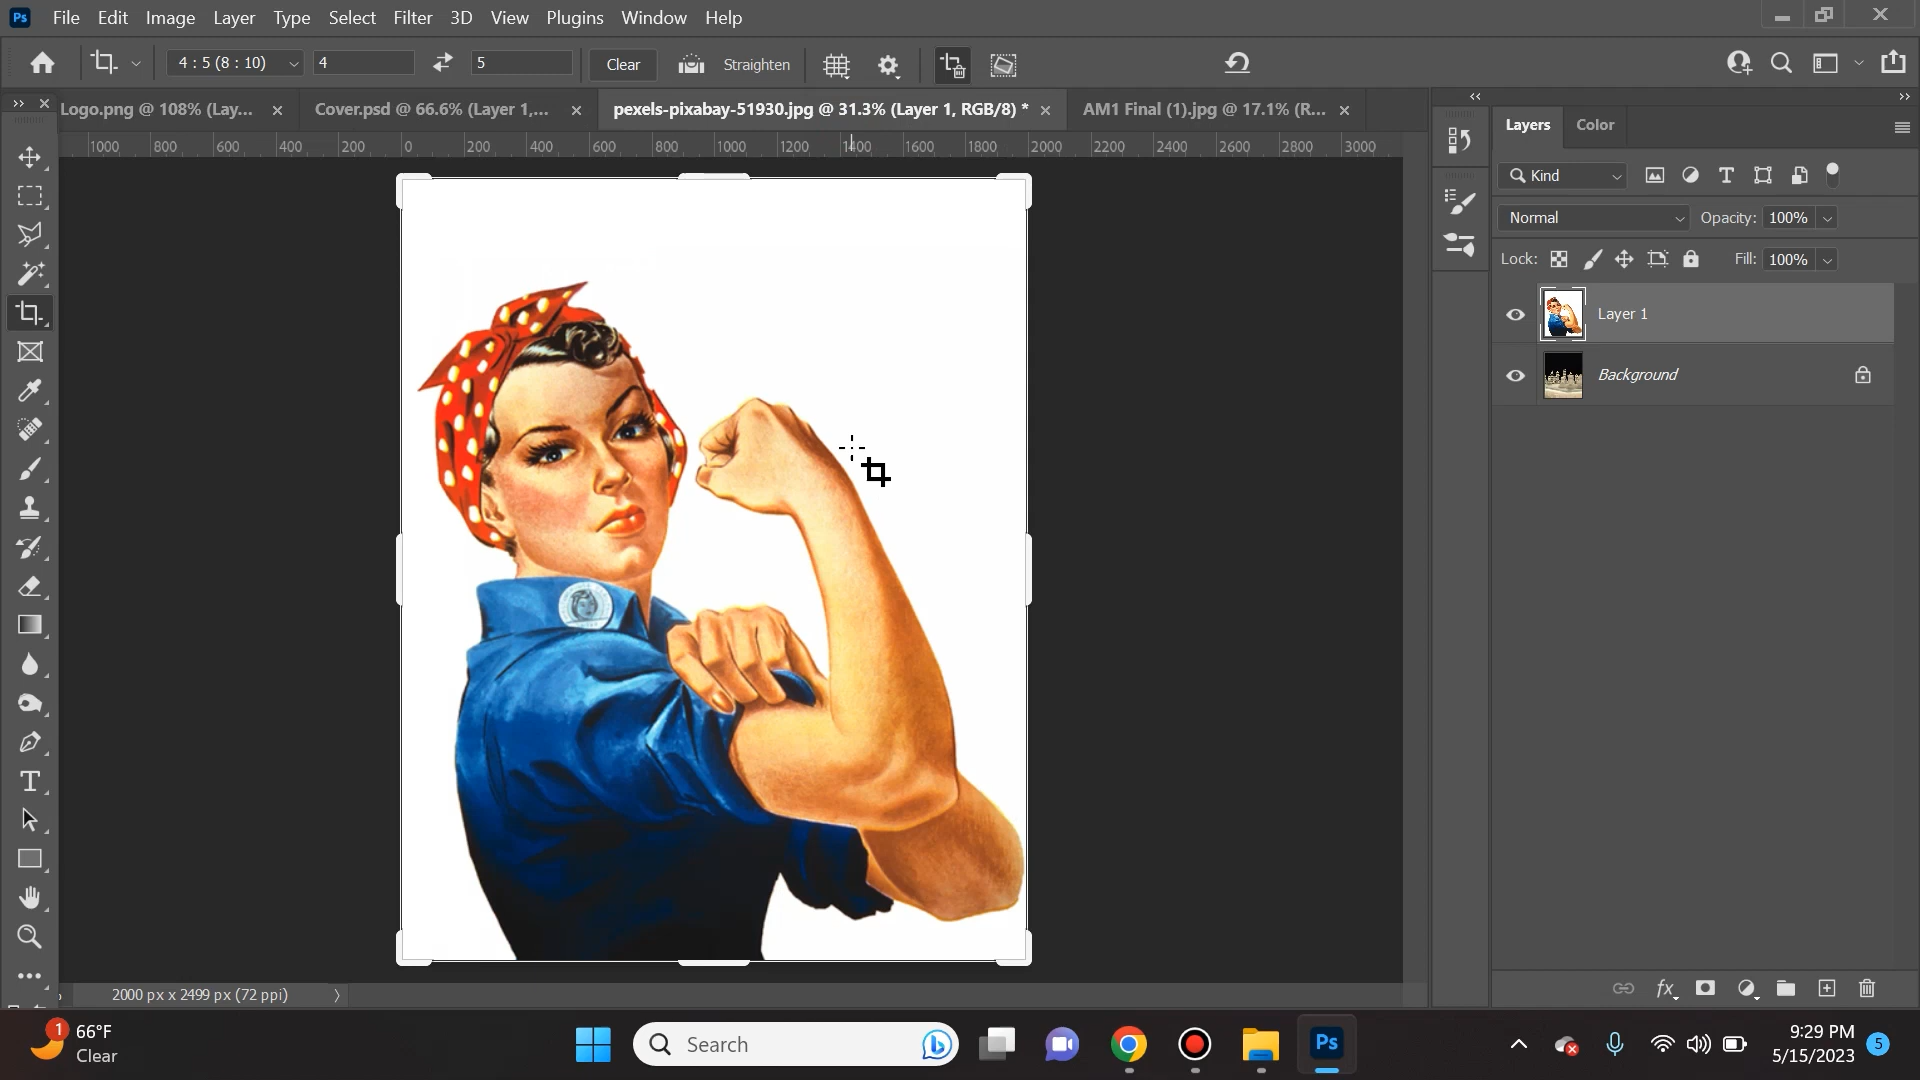 Ps File Edit Image Layer Type Select Filter 3D View Plugins Window Help
4 : 5 (8 : 10) 4 5 Clear Straighten
Logo.png @ 108% (Lay... Cover.psd @ 66.6% (Layer 1,... pexels-pixabay-51930.jpg @ 31.3% (Layer 1, RGB/8) * AM1 Final (1).jpg @ 17.1% (R...
1000 800 600 400 200 0 200 400 600 800 1000 1200 1400 1600 1800 2000 2200 2400 2600 2800 3000
Layers Color
Kind
Normal Opacity: 100%
Lock: Fill: 100%
Layer 1
Background
2000 px x 2499 px (72 ppi)
fx
1 66°F
Clear
Search
Ps
9:29 PM
5/15/2023
5